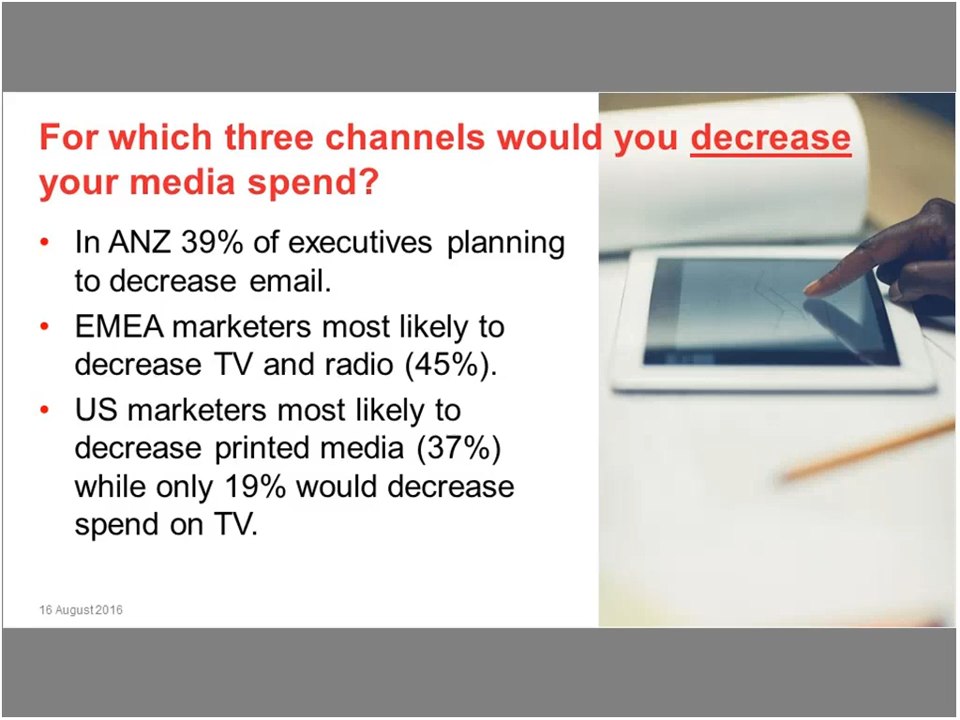 For which three channels would you decrease
your media spend?
• In ANZ 39% of executives planning
to decrease email.
• EMEA marketers most likely to
decrease TV and radio (45%).
• US marketers most likely to
decrease printed media (37%)
while only 19% would decrease
spend on TV.
16 August 2016